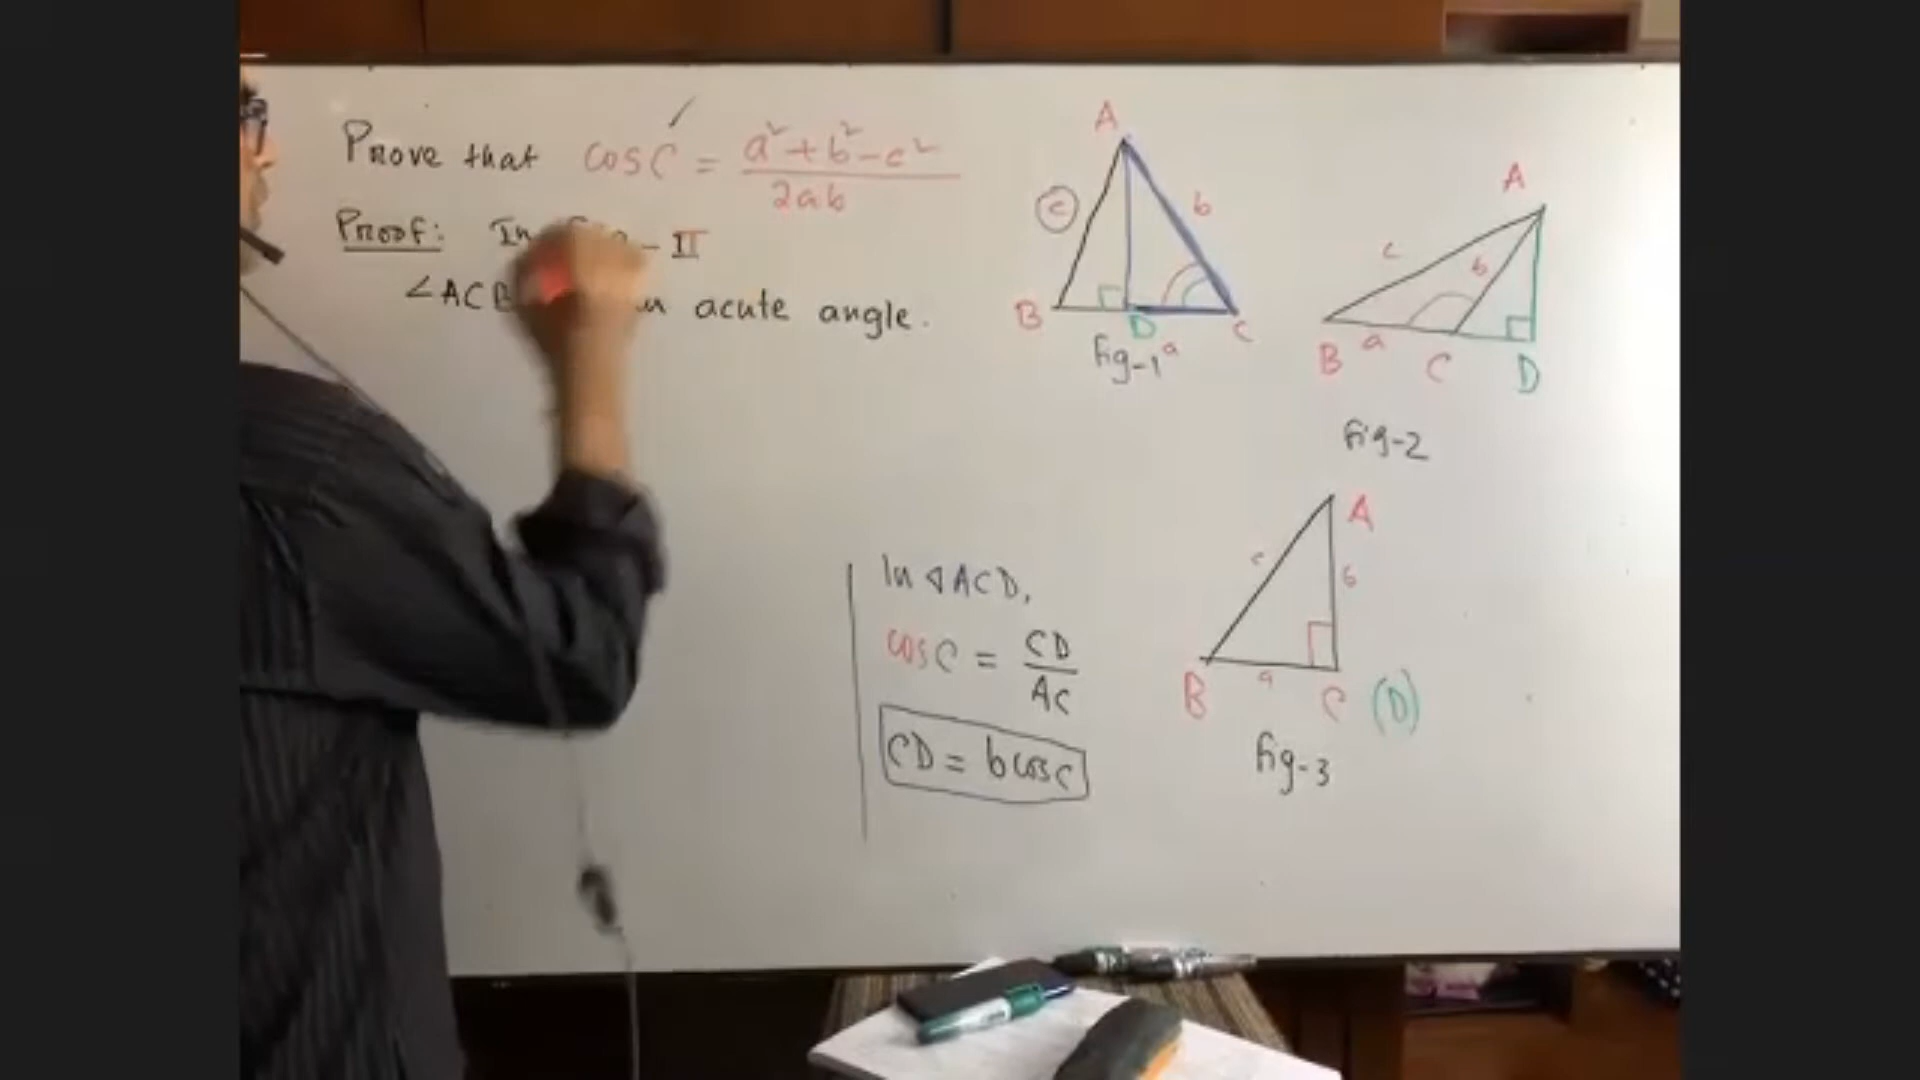 Prove that cos C = (a² + b² - c²) / 2ab
Proof: In - II
∠ACB acute angle.
A
c b
B D C
a
fig-1
A
c b
B a C D
fig-2
In ◁ACD,
cos C = CD / AC
CD = b cos C
A
c b
B a C (D)
fig-3